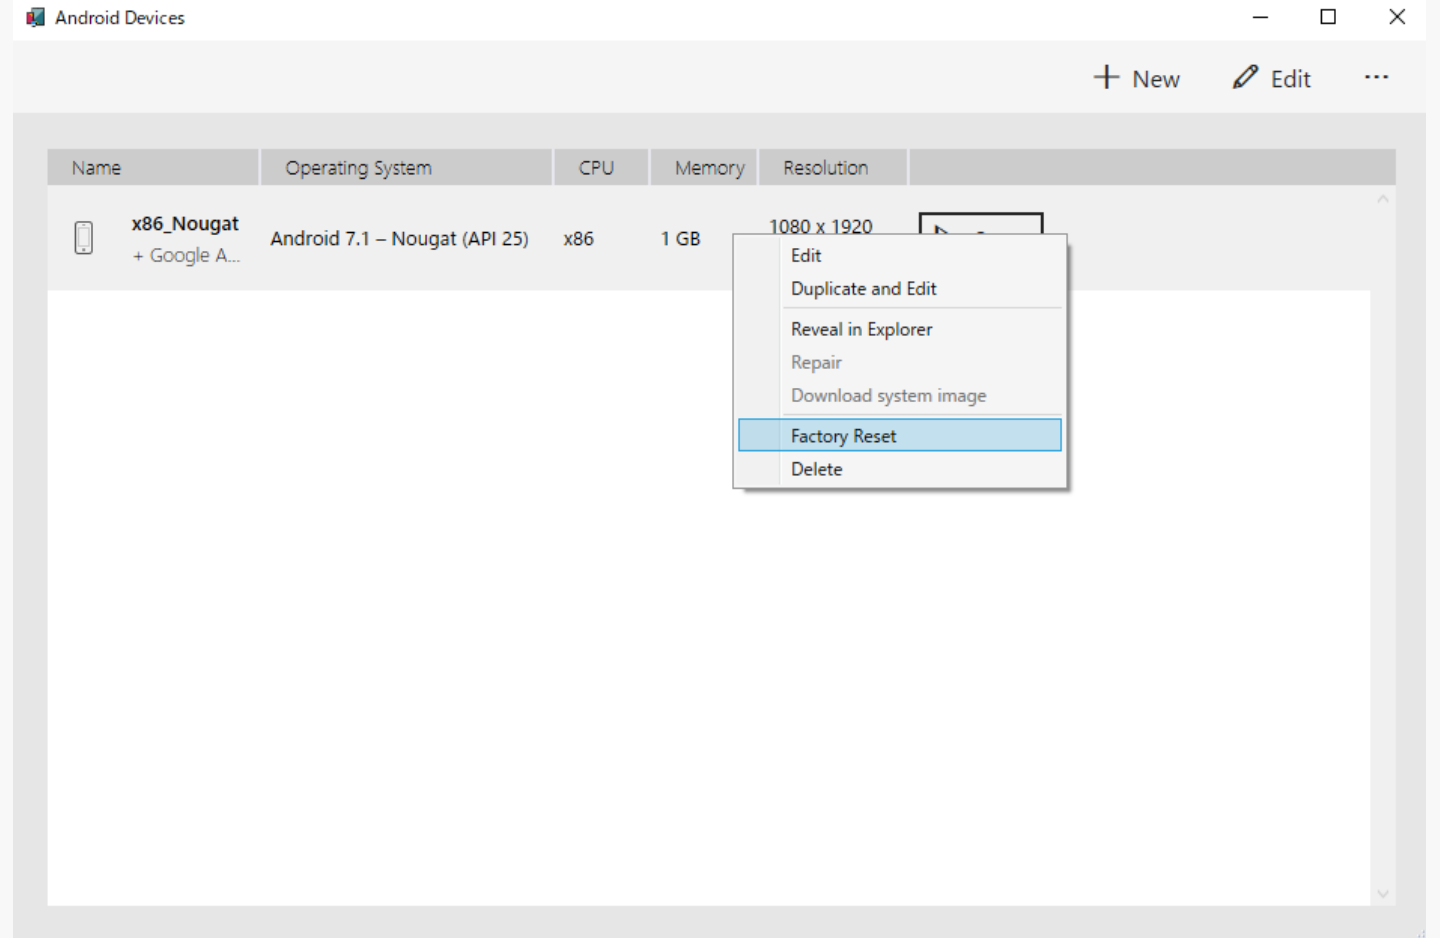 Android Devices
New Edit ...
Name Operating System CPU Memory Resolution
x86_Nougat
+ Google A...
Android 7.1 – Nougat (API 25) x86 1 GB 1080 x 1920
Edit
Duplicate and Edit
Reveal in Explorer
Repair
Download system image
Factory Reset
Delete